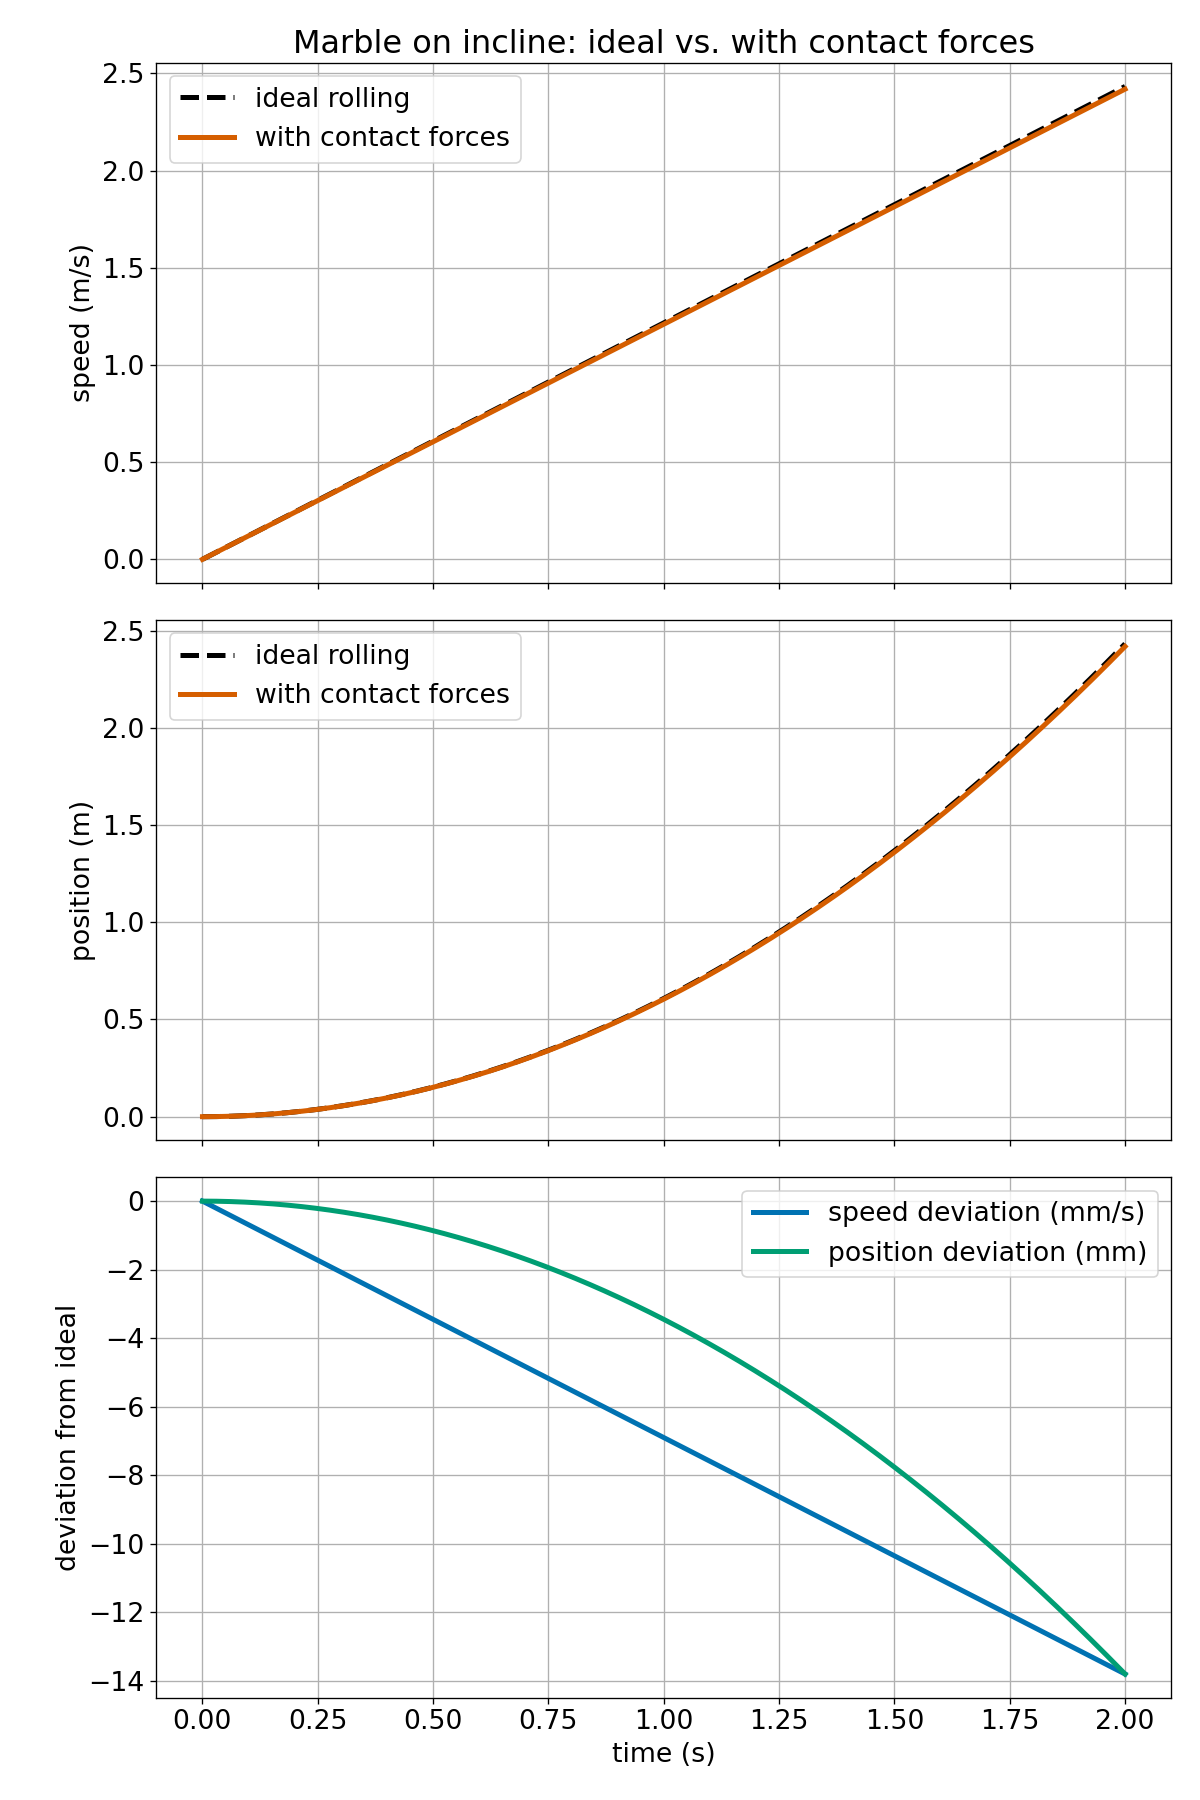 Marble on incline: ideal vs. with contact forces
2.5
2.0
1.5
1.0
0.5
0.0
speed (m/s)
ideal rolling
with contact forces
2.5
2.0
1.5
1.0
0.5
0.0
position (m)
ideal rolling
with contact forces
0
−2
−4
−6
−8
−10
−12
−14
deviation from ideal
speed deviation (mm/s)
position deviation (mm)
0.00 0.25 0.50 0.75 1.00 1.25 1.50 1.75 2.00
time (s)